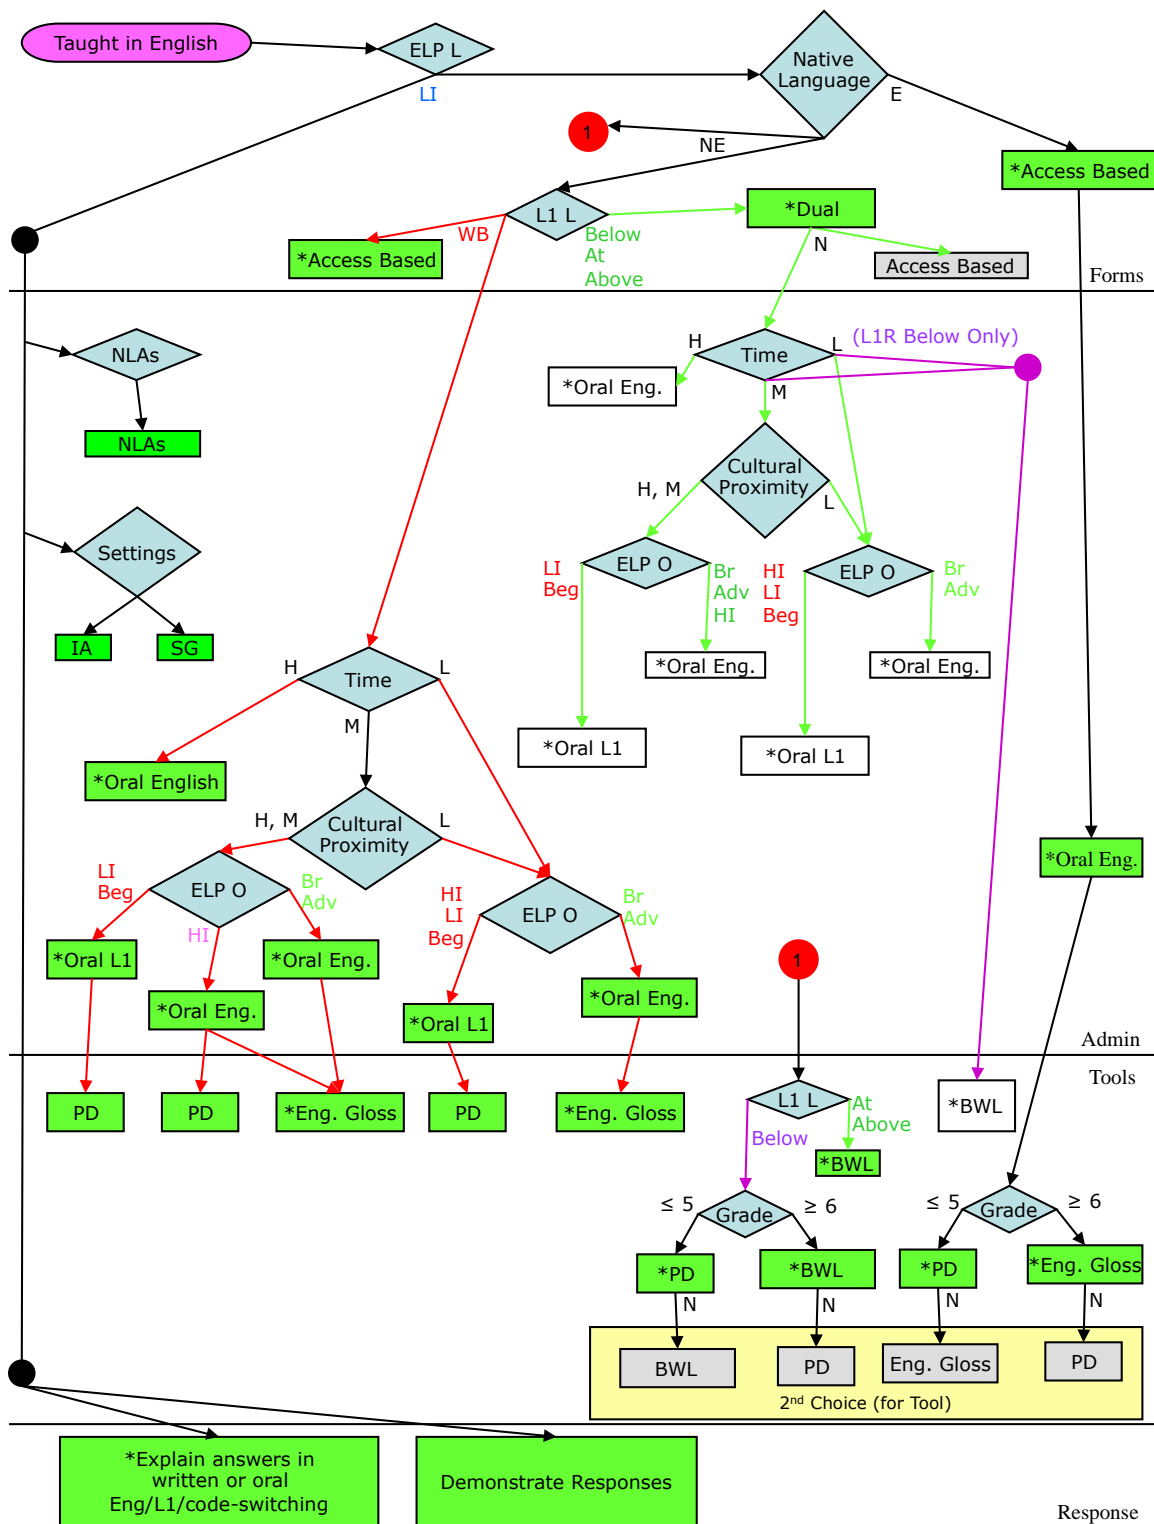 Taught in English
ELP L
LI
Native
Language
E
1
NE
*Access Based
L1 L
WB
*Access Based
Below
At
Above
*Dual
N
Access Based
Forms
NLAs
NLAs
Settings
IA
SG
H
Time
L
(L1R Below Only)
*Oral Eng.
M
Cultural
Proximity
H, M
L
LI
Beg
ELP O
Br
Adv
HI
HI
LI
Beg
ELP O
Br
Adv
*Oral Eng.
*Oral Eng.
*Oral L1
*Oral L1
H
Time
L
M
*Oral English
H, M
Cultural
Proximity
L
LI
Beg
ELP O
Br
Adv
HI
HI
LI
Beg
ELP O
Br
Adv
*Oral L1
*Oral Eng.
*Oral Eng.
*Oral L1
*Oral Eng.
*Oral Eng.
1
Admin
Tools
PD
PD
*Eng. Gloss
PD
*Eng. Gloss
L1 L
At
Above
Below
*BWL
*BWL
≤ 5
Grade
≥ 6
≤ 5
Grade
≥ 6
*PD
*BWL
*PD
*Eng. Gloss
N
N
N
N
BWL
PD
Eng. Gloss
PD
2nd Choice (for Tool)
*Explain answers in
written or oral
Eng/L1/code-switching
Demonstrate Responses
Response